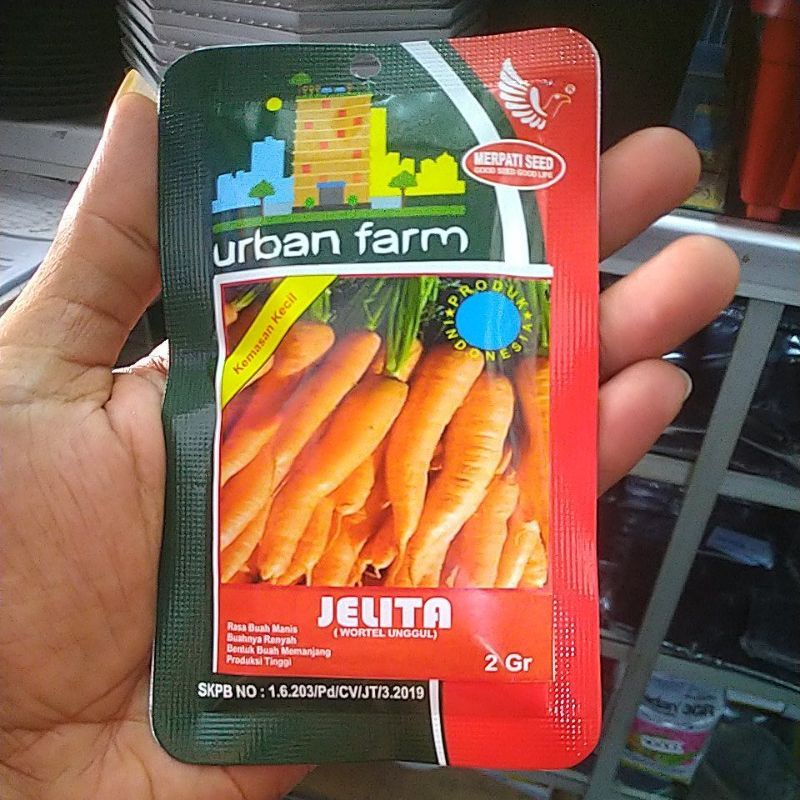 MERPATI SEED
GOOD SEED GOOD LIFE
urban farm
Kemasan Kecil
PRODUK
INDONESIA
JELITA
( WORTEL UNGGUL)
Rasa Buah Manis
Buahnya Renyah
Bentuk Buah Memanjang
Produksi Tinggi
2 Gr
SKPB NO : 1.6.203/Pd/CV/JT/3.2019